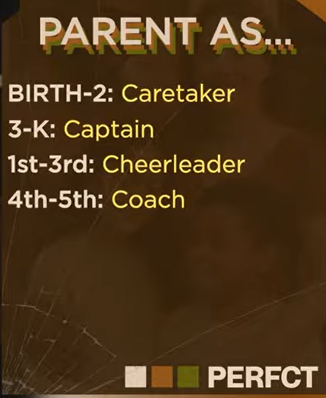 PARENT AS...
BIRTH-2: Caretaker
3-K: Captain
1st-3rd: Cheerleader
4th-5th: Coach
PERFCT